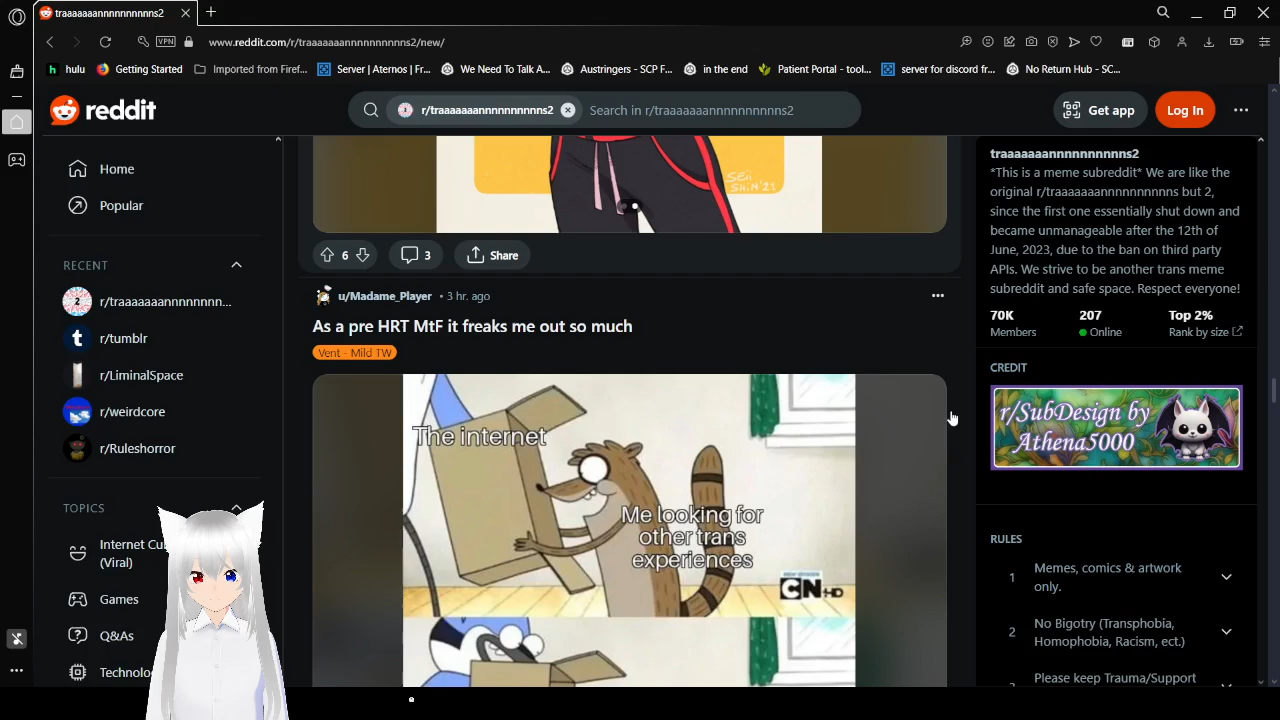 traaaaaaannnnnnnnnns2
VPN
www.reddit.com/r/traaaaaaannnnnnnnnns2/new/
hulu
Getting Started
Imported from Firef...
Server | Aternos | Fr...
We Need To Talk A...
Austringers - SCP F...
in the end
Patient Portal - tool...
server for discord fr...
No Return Hub - SC...
reddit
r/traaaaaaannnnnnnnnns2
Search in r/traaaaaaannnnnnnnnns2
Get app
Log In
Home
Popular
RECENT
r/traaaaaaannnnnnn...
r/tumblr
r/LiminalSpace
r/weirdcore
r/Ruleshorror
TOPICS
Internet Cu
(Viral)
Games
Q&As
Technolo
SEii
SHiN'21
6
3
Share
u/Madame_Player • 3 hr. ago
As a pre HRT MtF it freaks me out so much
Vent - Mild TW
The internet
Me looking for
other trans
experiences
NEW EPISODE
CN HD
traaaaaaannnnnnnnnns2
*This is a meme subreddit* We are like the
original r/traaaaaaannnnnnnnnns but 2,
since the first one essentially shut down and
became unmanageable after the 12th of
June, 2023, due to the ban on third party
APIs. We strive to be another trans meme
subreddit and safe space. Respect everyone!
70K
Members
207
Online
Top 2%
Rank by size
CREDIT
r/SubDesign by
Athena5000
RULES
1 Memes, comics & artwork
only.
2 No Bigotry (Transphobia,
Homophobia, Racism, ect.)
Please keep Trauma/Support